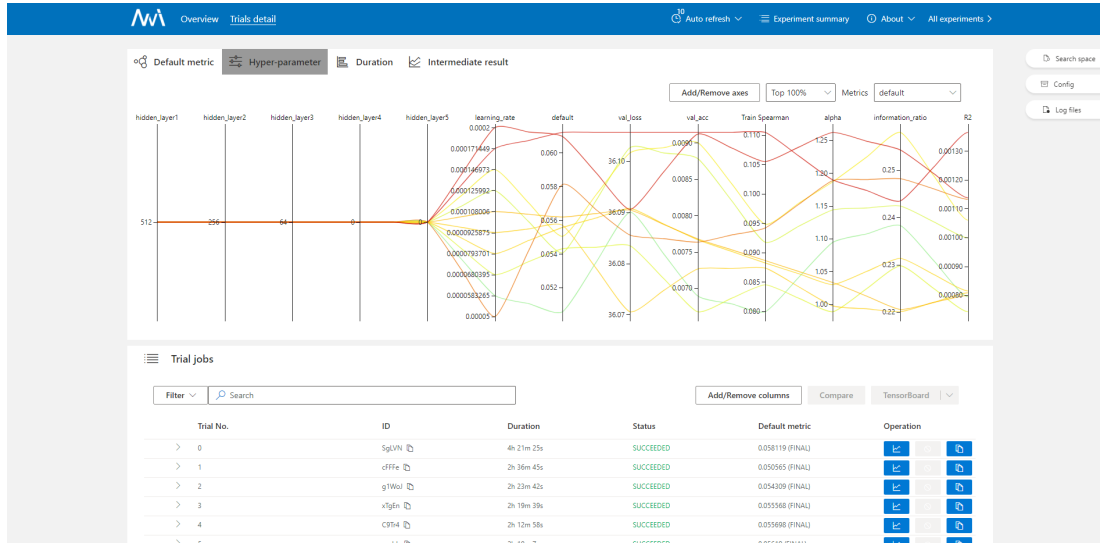 Overview Trials detail 10 Auto refresh Experiment summary About All experiments >
Default metric Hyper-parameter Duration Intermediate result
Search space
Config
Log files
Add/Remove axes Top 100% Metrics default
hidden_layer1 hidden_layer2 hidden_layer3 hidden_layer4 hidden_layer5 learning_rate default val_loss val_acc Train Spearman alpha information_ratio R2
512 256 64 0 0
0.0002
0.000171449
0.000146973
0.000125992
0.000108006
0.0000925875
0.0000793701
0.0000680395
0.0000583265
0.00005
0.060
0.058
0.056
0.054
0.052
36.10
36.09
36.08
36.07
0.0090
0.0085
0.0080
0.0075
0.0070
0.110
0.105
0.100
0.095
0.090
0.085
0.080
1.25
1.20
1.15
1.10
1.05
1.00
0.25
0.24
0.23
0.22
0.00130
0.00120
0.00110
0.00100
0.00090
0.00080
Trial jobs
Filter Search Add/Remove columns Compare TensorBoard
Trial No. ID Duration Status Default metric Operation
0 SgLVN 4h 21m 25s SUCCEEDED 0.058119 (FINAL)
1 cFFFe 2h 36m 45s SUCCEEDED 0.050565 (FINAL)
2 g1WoJ 2h 23m 42s SUCCEEDED 0.054309 (FINAL)
3 xTgEn 2h 19m 39s SUCCEEDED 0.055568 (FINAL)
4 C9Tr4 2h 12m 58s SUCCEEDED 0.055698 (FINAL)